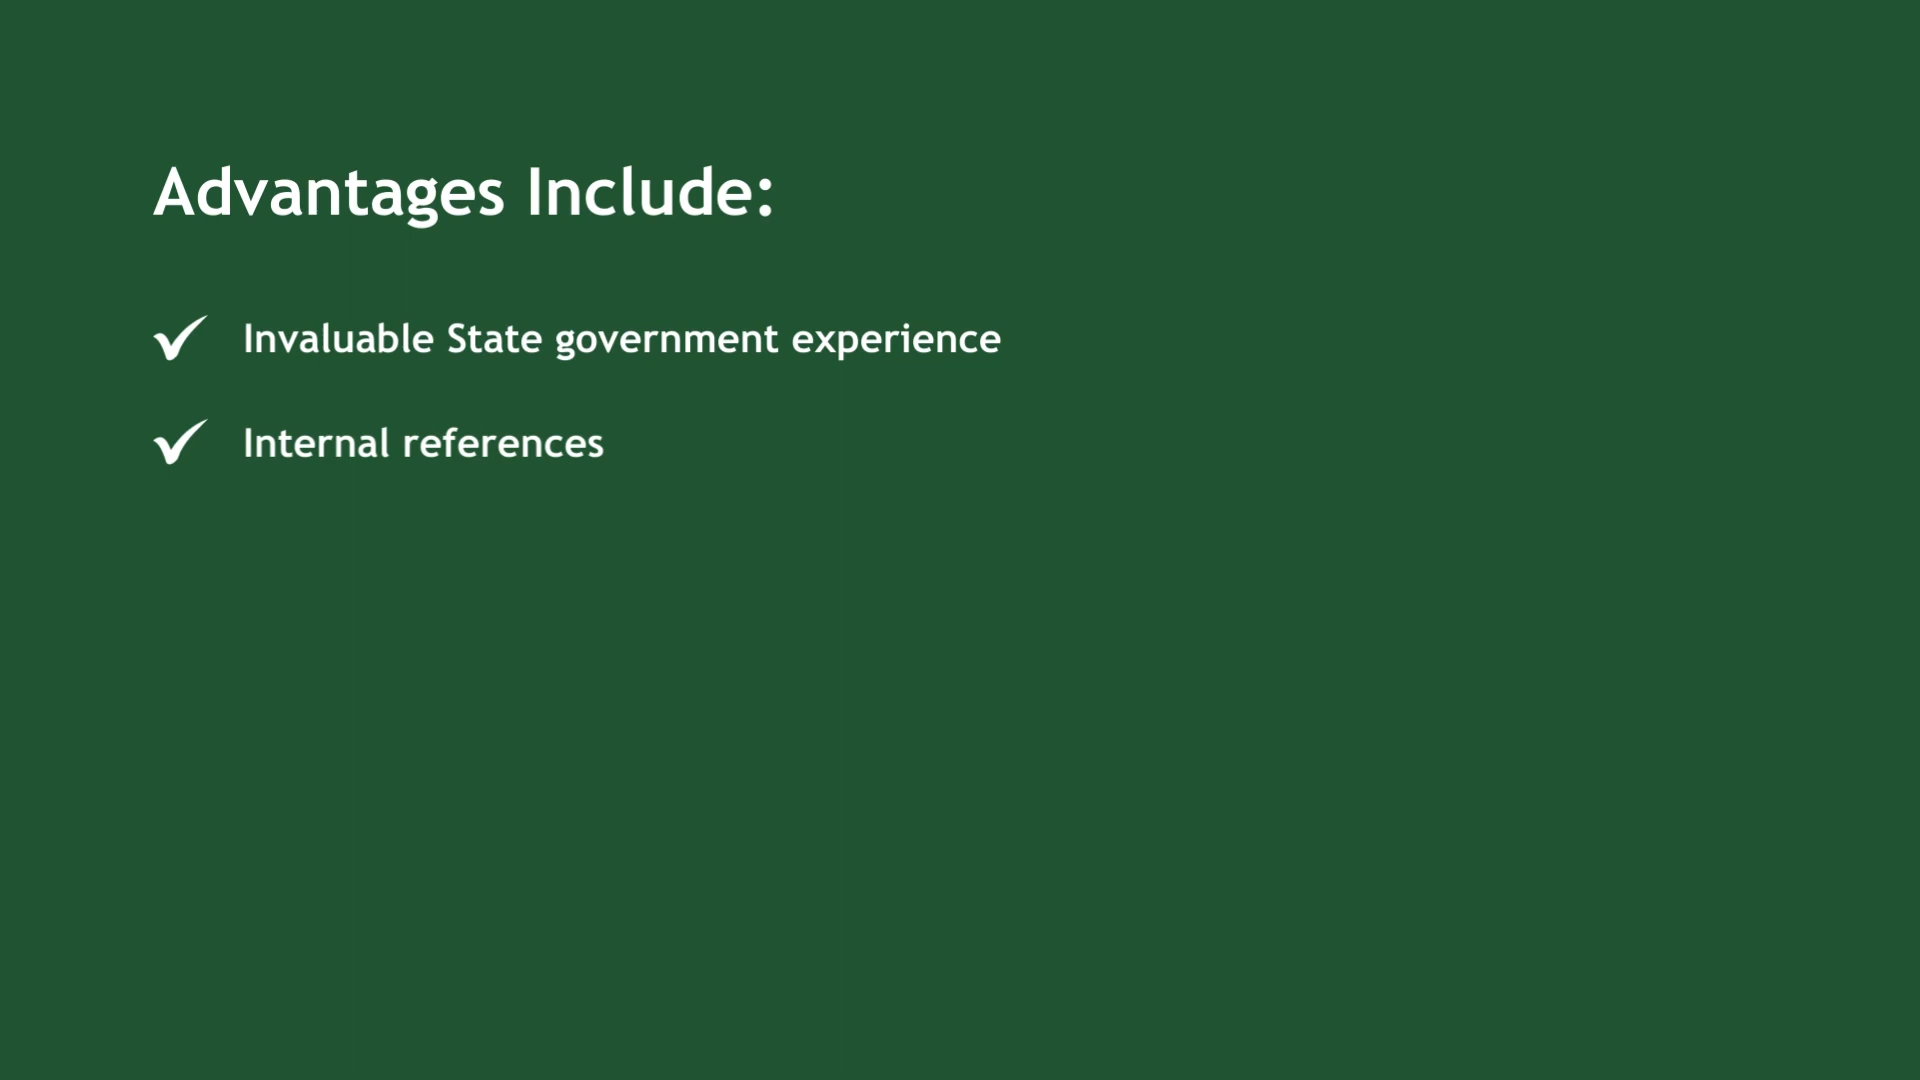 Advantages Include:
Invaluable State government experience
Internal references